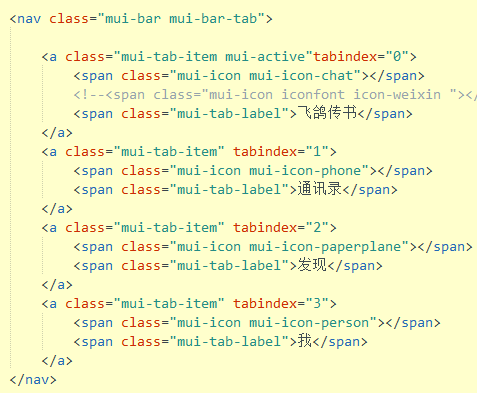 <nav class="mui-bar mui-bar-tab">
<a class="mui-tab-item mui-active"tabindex="0">
<span class="mui-icon mui-icon-chat"></span>
<!--<span class="mui-icon iconfont icon-weixin "></
<span class="mui-tab-label">飞鸽传书</span>
</a>
<a class="mui-tab-item" tabindex="1">
<span class="mui-icon mui-icon-phone"></span>
<span class="mui-tab-label">通讯录</span>
</a>
<a class="mui-tab-item" tabindex="2">
<span class="mui-icon mui-icon-paperplane"></span>
<span class="mui-tab-label">发现</span>
</a>
<a class="mui-tab-item" tabindex="3">
<span class="mui-icon mui-icon-person"></span>
<span class="mui-tab-label">我</span>
</a>
</nav>